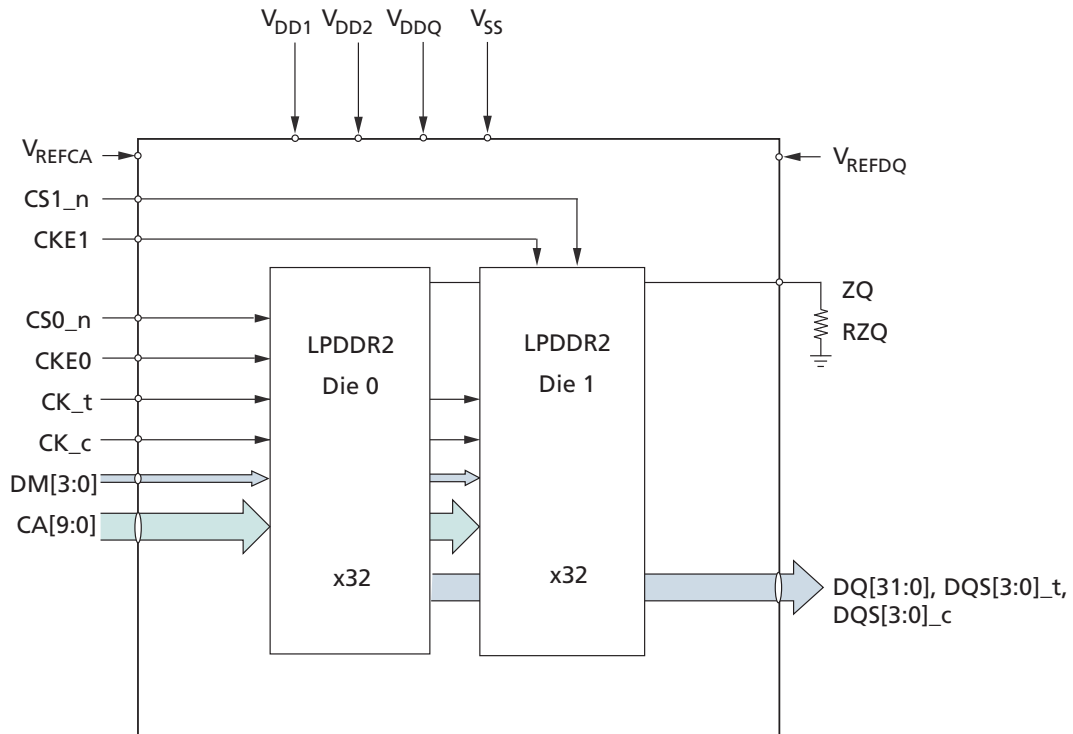 VDD1 VDD2 VDDQ VSS
VREFCA
VREFDQ
CS1_n
CKE1
ZQ
RZQ
CS0_n
CKE0
CK_t
CK_c
DM[3:0]
CA[9:0]
LPDDR2
Die 0
x32
LPDDR2
Die 1
x32
DQ[31:0], DQS[3:0]_t,
DQS[3:0]_c